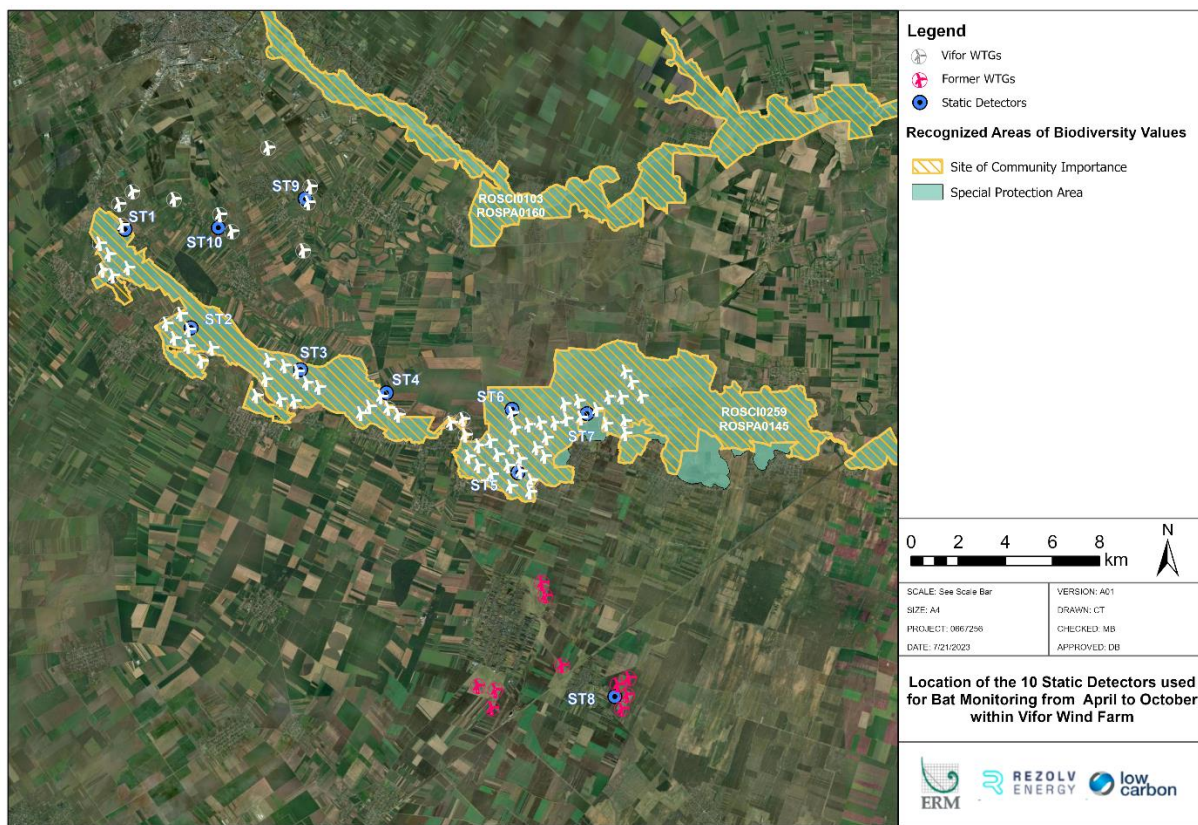 Legend
Vifor WTGs
Former WTGs
Static Detectors
Recognized Areas of Biodiversity Values
Site of Community Importance
Special Protection Area
ST9
ST1
ST10
ROSCI0103
ROSPA0160
ST2
ST3
ST4
ST6
ST7
ROSCI0259
ROSPA0145
ST5
ST8
N
0 2 4 6 8
km
SCALE: See Scale Bar
VERSION: A01
SIZE: A4
DRAWN: CT
PROJECT: 0667256
CHECKED: MB
DATE: 7/21/2023
APPROVED: DB
Location of the 10 Static Detectors used
for Bat Monitoring from April to October
within Vifor Wind Farm
ERM
REZOLV
ENERGY
low
carbon